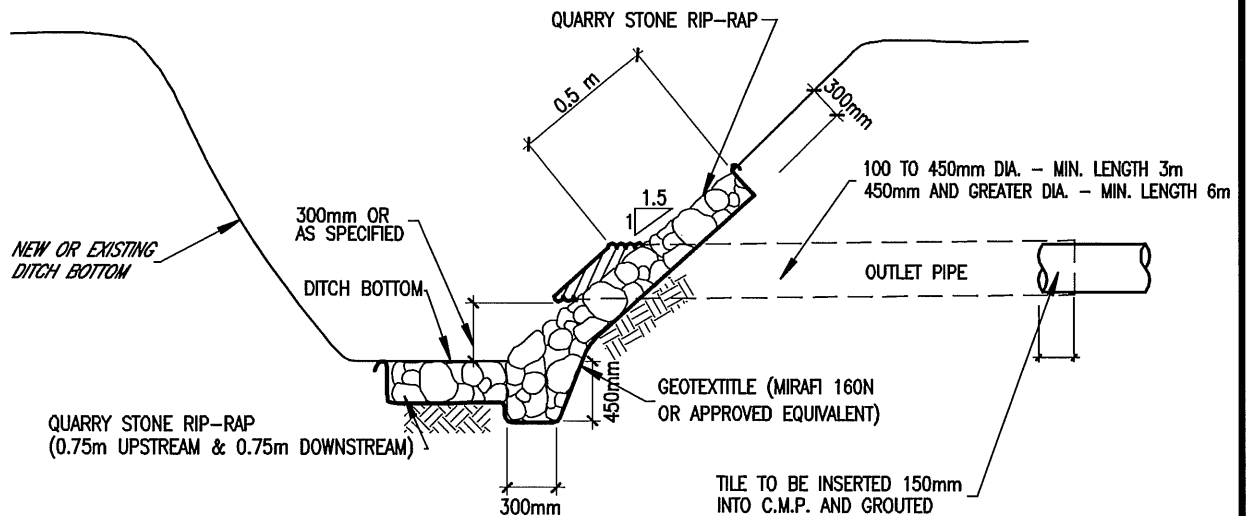 QUARRY STONE RIP-RAP
0.5 m
300mm
1.5
1
100 TO 450mm DIA. - MIN. LENGTH 3m
450mm AND GREATER DIA. - MIN. LENGTH 6m
300mm OR
AS SPECIFIED
NEW OR EXISTING
DITCH BOTTOM
DITCH BOTTOM
OUTLET PIPE
450mm
GEOTEXTITLE (MIRAFI 160N
OR APPROVED EQUIVALENT)
QUARRY STONE RIP-RAP
(0.75m UPSTREAM & 0.75m DOWNSTREAM)
300mm
TILE TO BE INSERTED 150mm
INTO C.M.P. AND GROUTED